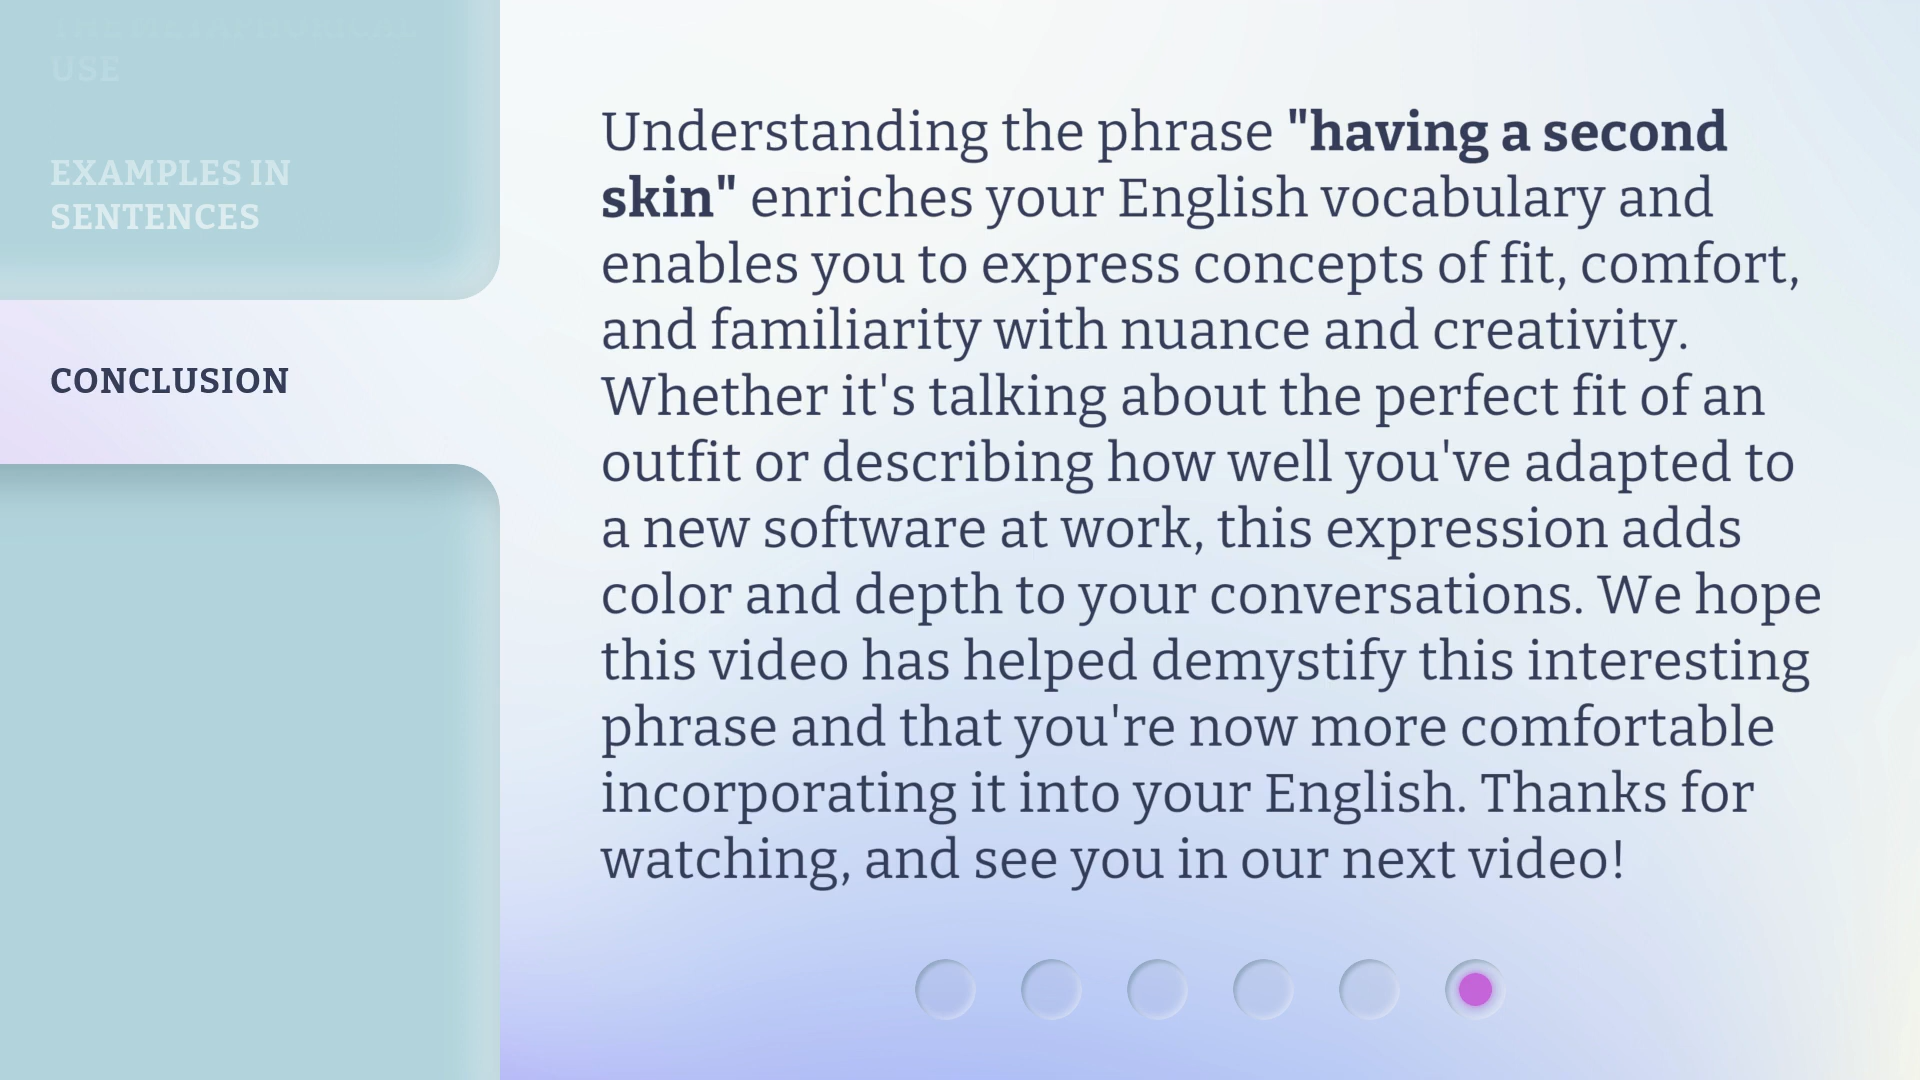 THE METAPHORICAL
USE
EXAMPLES IN
SENTENCES
CONCLUSION
Understanding the phrase "having a second
skin" enriches your English vocabulary and
enables you to express concepts of fit, comfort,
and familiarity with nuance and creativity.
Whether it's talking about the perfect fit of an
outfit or describing how well you've adapted to
a new software at work, this expression adds
color and depth to your conversations. We hope
this video has helped demystify this interesting
phrase and that you're now more comfortable
incorporating it into your English. Thanks for
watching, and see you in our next video!